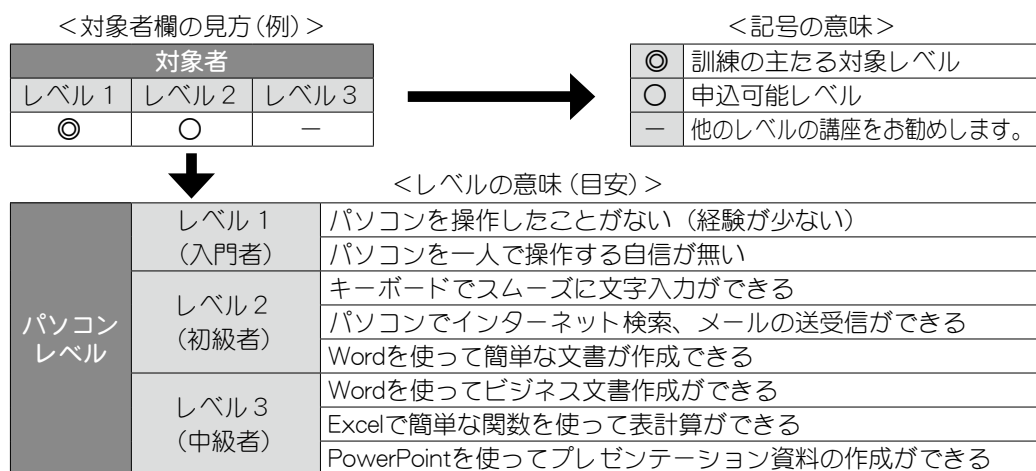 ＜対象者欄の見方（例）＞
対象者
レベル１ レベル２ レベル３
◎ ○ －
＜記号の意味＞
◎ 訓練の主たる対象レベル
○ 申込可能レベル
－ 他のレベルの講座をお勧めします。
＜レベルの意味（目安）＞
パソコン
レベル
レベル１
（入門者）
パソコンを操作したことがない（経験が少ない）
パソコンを一人で操作する自信が無い
レベル２
（初級者）
キーボードでスムーズに文字入力ができる
パソコンでインターネット検索、メールの送受信ができる
Wordを使って簡単な文書が作成できる
レベル３
（中級者）
Wordを使ってビジネス文書作成ができる
Excelで簡単な関数を使って表計算ができる
PowerPointを使ってプレゼンテーション資料の作成ができる